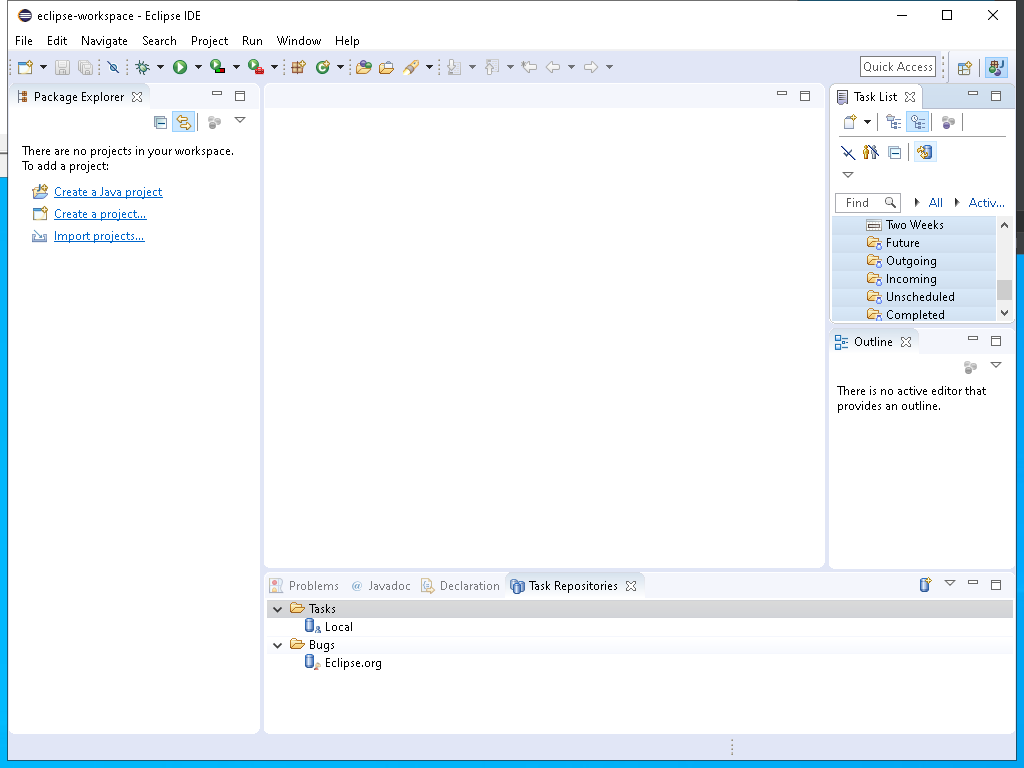 eclipse-workspace - Eclipse IDE
File Edit Navigate Search Project Run Window Help
Quick Access
Package Explorer
There are no projects in your workspace.
To add a project:
Create a Java project
Create a project...
Import projects...
Task List
Find All Activ...
Two Weeks
Future
Outgoing
Incoming
Unscheduled
Completed
Outline
There is no active editor that
provides an outline.
Problems @ Javadoc Declaration Task Repositories
Tasks
Local
Bugs
Eclipse.org